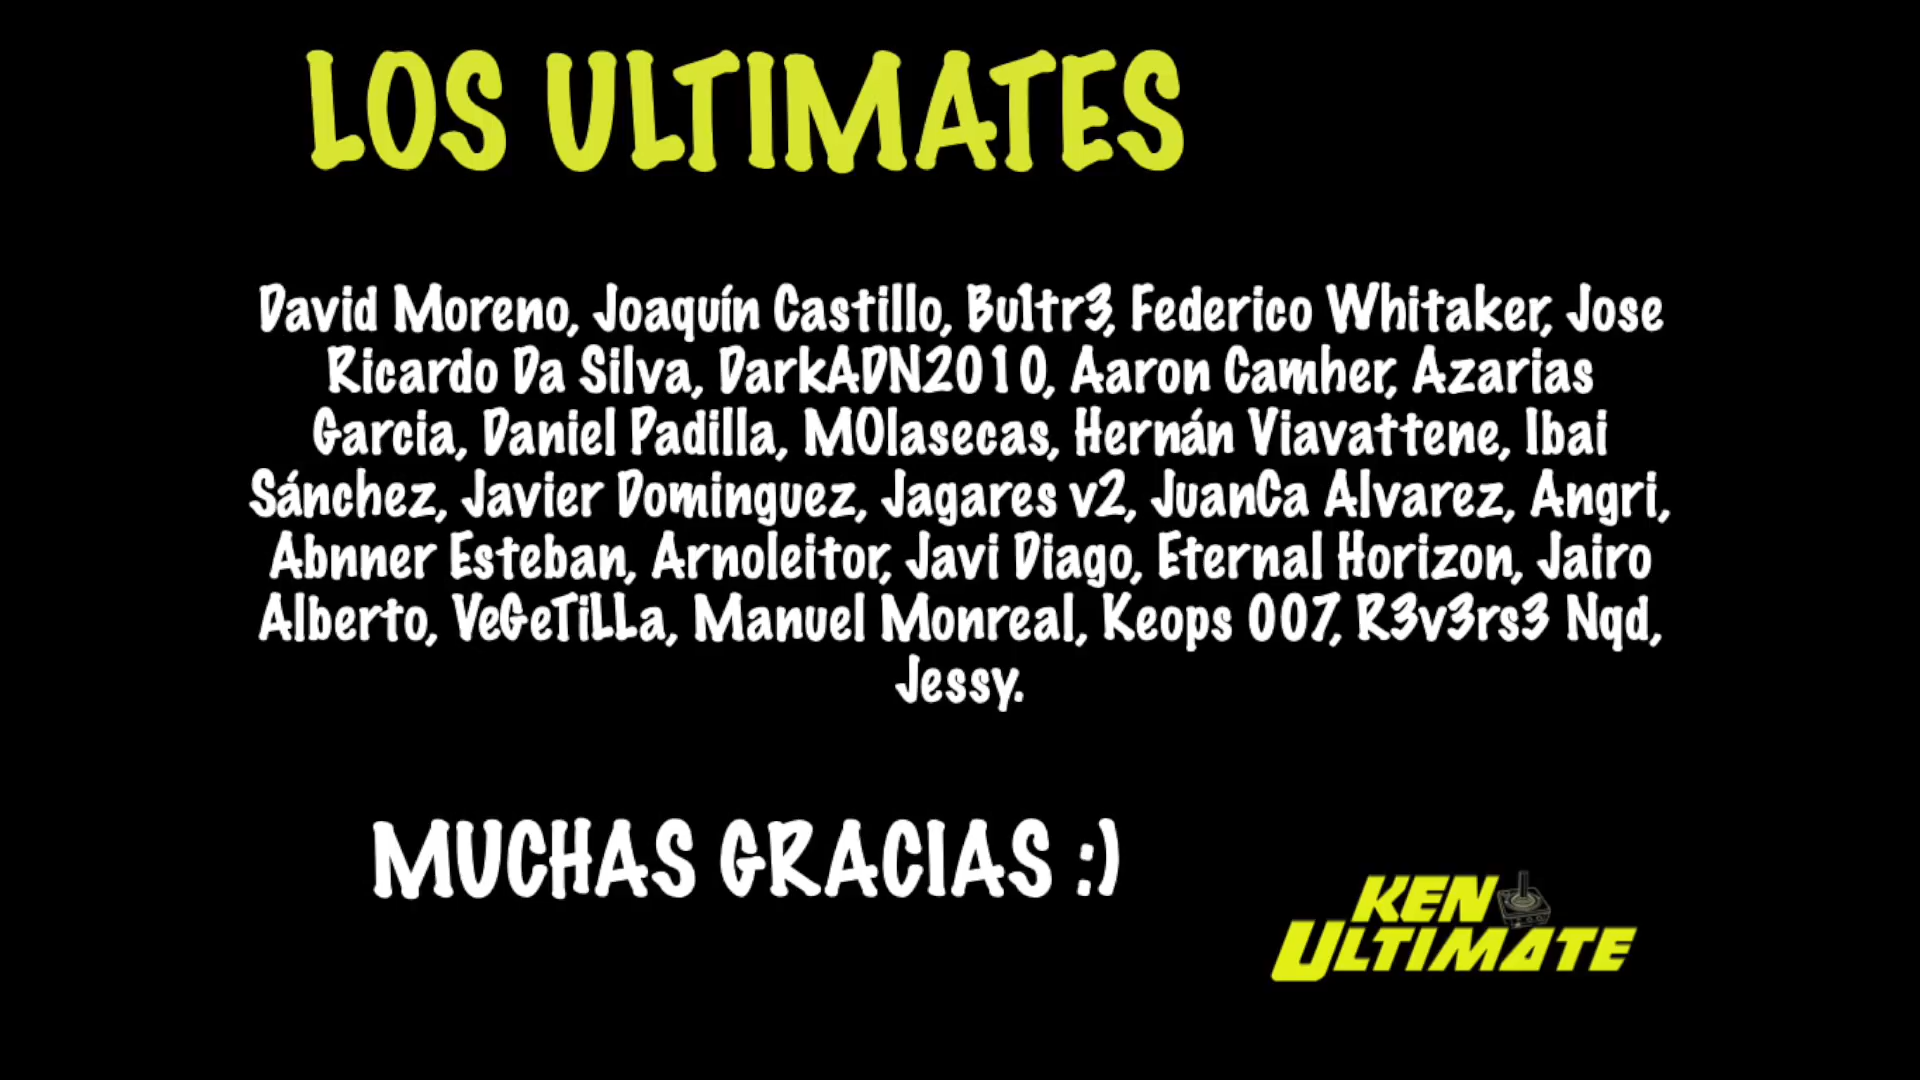 LOS ULTIMATES
David Moreno, Joaquín Castillo, Bu1tr3, Federico Whitaker, Jose
Ricardo Da Silva, DarkADN2010, Aaron Camher, Azarias
Garcia, Daniel Padilla, M0lasecas, Hernán Viavattene, Ibai
Sánchez, Javier Dominguez, Jagares v2, JuanCa Alvarez, Angri,
Abnner Esteban, Arnoleitor, Javi Diago, Eternal Horizon, Jairo
Alberto, VeGeTiLLa, Manuel Monreal, Keops 007, R3v3rs3 Nqd,
Jessy.
MUCHAS GRACIAS :)
KEN
ULTIMATE